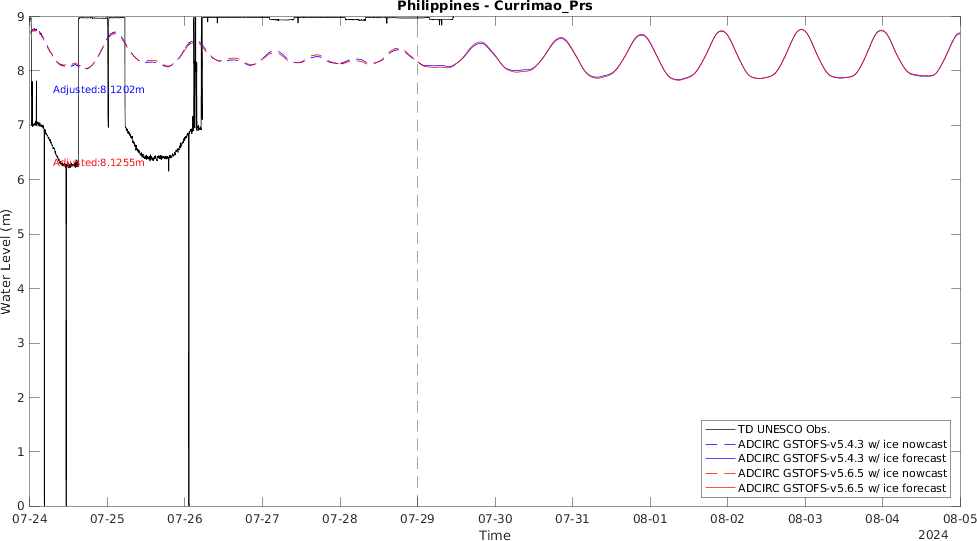 Philippines - Currimao_Prs
9
8
7
6
5
4
3
2
1
0
Water Level (m)
Adjusted:8.1202m
Adjusted:8.1255m
TD UNESCO Obs.
ADCIRC GSTOFS-v5.4.3 w/ ice nowcast
ADCIRC GSTOFS-v5.4.3 w/ ice forecast
ADCIRC GSTOFS-v5.6.5 w/ ice nowcast
ADCIRC GSTOFS-v5.6.5 w/ ice forecast
07-24 07-25 07-26 07-27 07-28 07-29 07-30 07-31 08-01 08-02 08-03 08-04 08-05
Time
2024